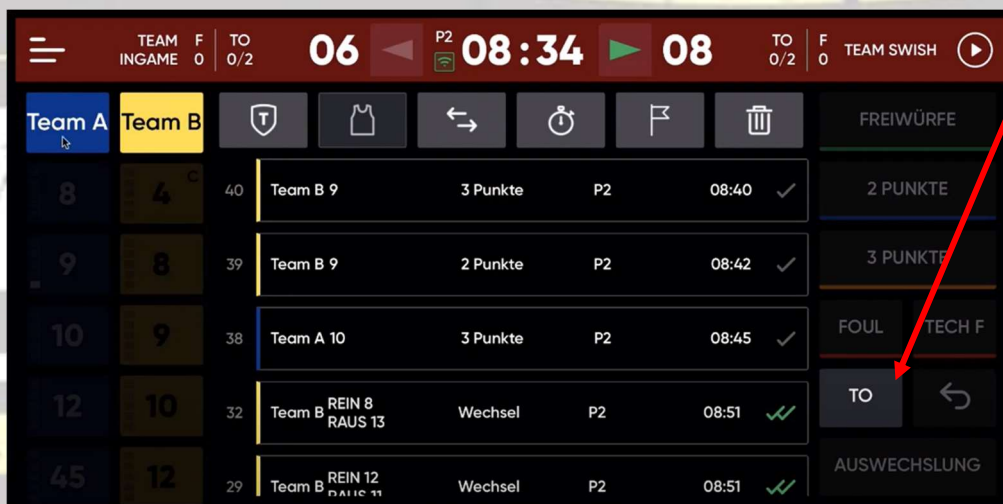 TEAM INGAME F 0 TO 0/2 06 P2 08:34 08 TO 0/2 F 0 TEAM SWISH
Team A Team B T FREIWÜRFE
8 4 C 40 Team B 9 3 Punkte P2 08:40 2 PUNKTE
9 8 39 Team B 9 2 Punkte P2 08:42 3 PUNKTE
10 9 38 Team A 10 3 Punkte P2 08:45 FOUL TECH F
12 10 32 Team B REIN 8 RAUS 13 Wechsel P2 08:51 TO
45 12 29 Team B REIN 12 RAUS 11 Wechsel P2 08:51 AUSWECHSLUNG